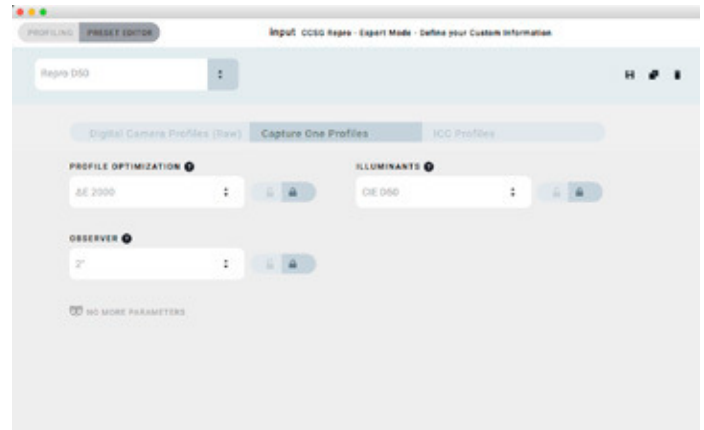 PROFILING PRESET EDITOR
input CCSG Repro - Expert Mode - Define your Custom Information
Repro D50
Digital Camera Profiles (Raw) Capture One Profiles ICC Profiles
PROFILE OPTIMIZATION ? ILLUMINANTS ?
ΔE 2000 CIE D50
OBSERVER ?
2°
NO MORE PARAMETERS